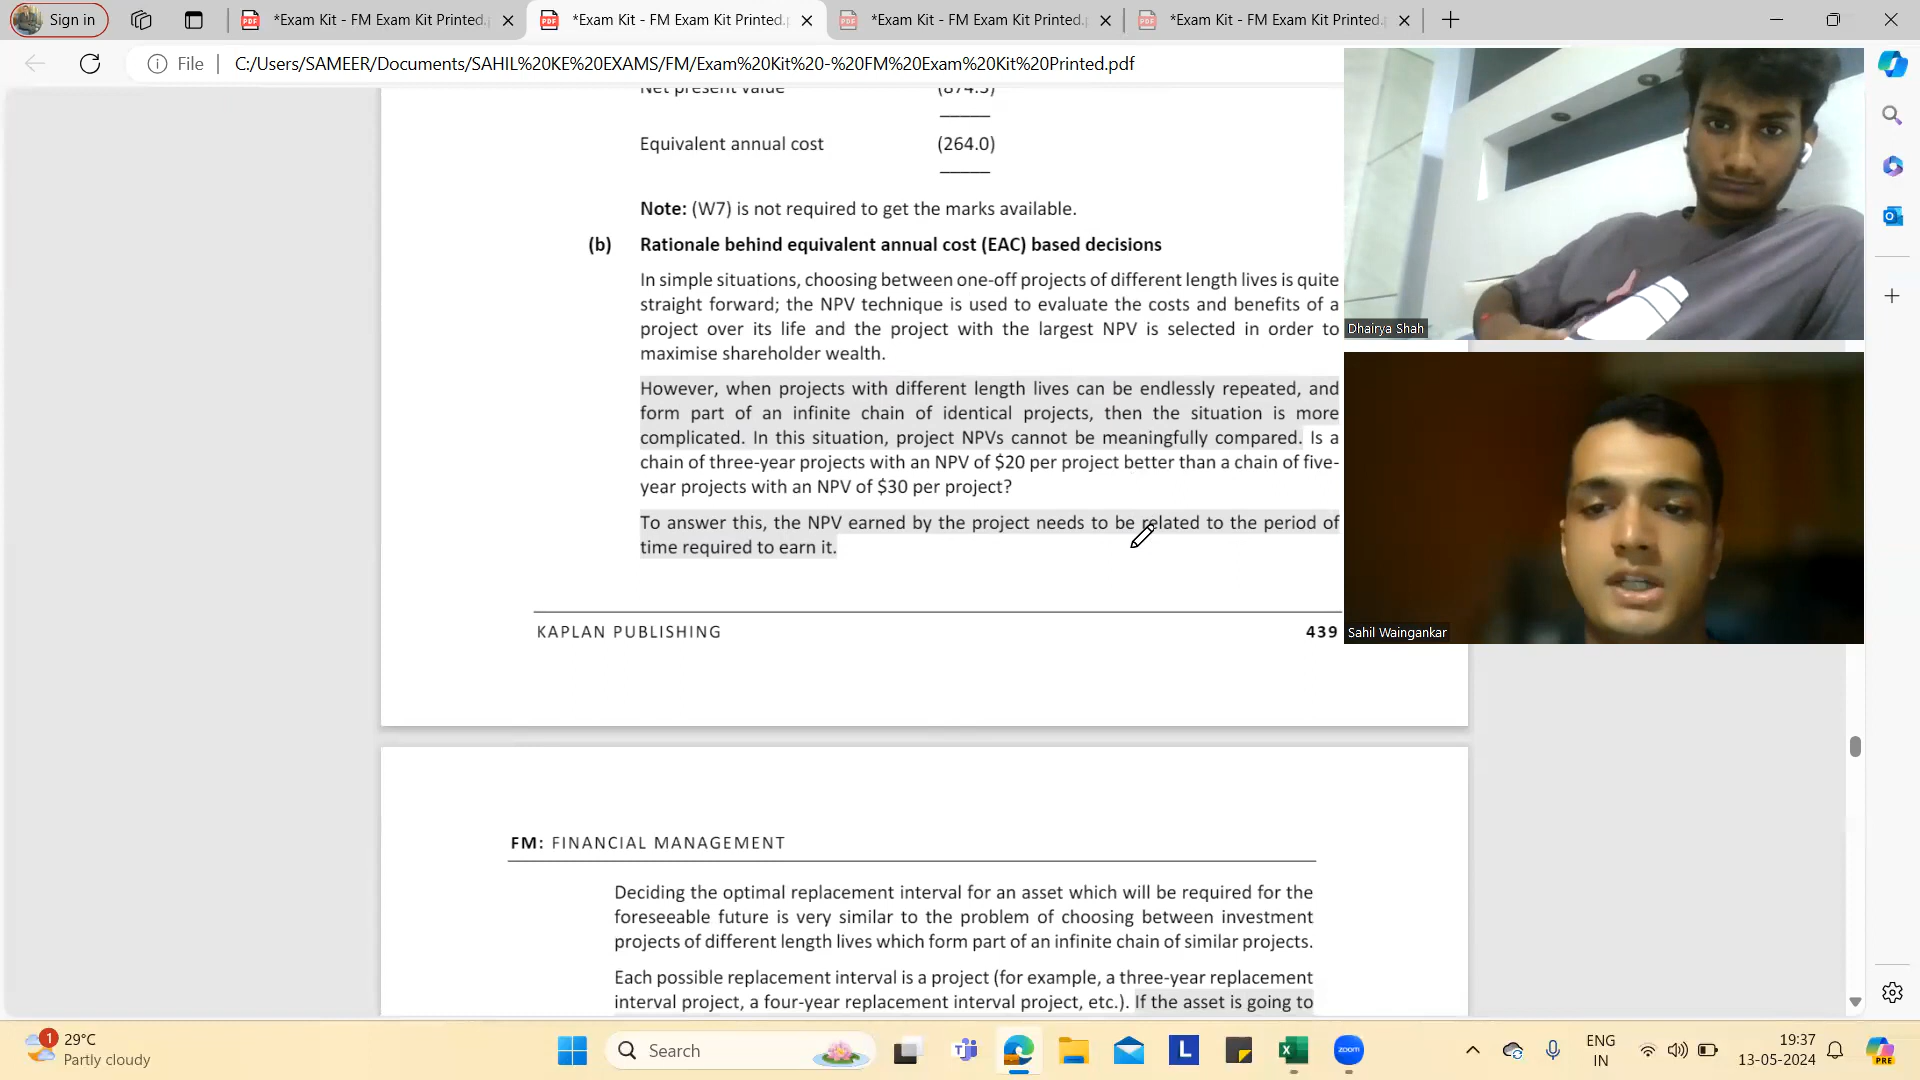 Sign in
*Exam Kit - FM Exam Kit Printed.
*Exam Kit - FM Exam Kit Printed.
*Exam Kit - FM Exam Kit Printed.
*Exam Kit - FM Exam Kit Printed.
File
C:/Users/SAMEER/Documents/SAHIL%20KE%20EXAMS/FM/Exam%20Kit%20-%20FM%20Exam%20Kit%20Printed.pdf
Net present value (874.3)
Equivalent annual cost (264.0)
Note: (W7) is not required to get the marks available.
(b) Rationale behind equivalent annual cost (EAC) based decisions
In simple situations, choosing between one-off projects of different length lives is quite
straight forward; the NPV technique is used to evaluate the costs and benefits of a
project over its life and the project with the largest NPV is selected in order to
maximise shareholder wealth.
However, when projects with different length lives can be endlessly repeated, and
form part of an infinite chain of identical projects, then the situation is more
complicated. In this situation, project NPVs cannot be meaningfully compared. Is a
chain of three-year projects with an NPV of $20 per project better than a chain of five-
year projects with an NPV of $30 per project?
To answer this, the NPV earned by the project needs to be related to the period of
time required to earn it.
KAPLAN PUBLISHING 439
FM: FINANCIAL MANAGEMENT
Deciding the optimal replacement interval for an asset which will be required for the
foreseeable future is very similar to the problem of choosing between investment
projects of different length lives which form part of an infinite chain of similar projects.
Each possible replacement interval is a project (for example, a three-year replacement
interval project, a four-year replacement interval project, etc.). If the asset is going to
Dhairya Shah
Sahil Waingankar
1
29°C
Partly cloudy
Search
zoom
ENG
IN
19:37
13-05-2024
PRE